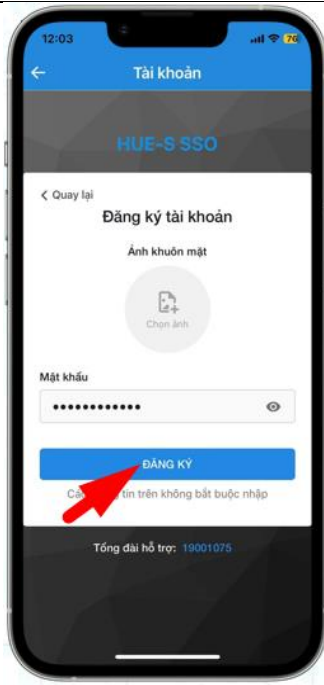 12:03
76
Tài khoản
HUE-S SSO
Quay lại
Đăng ký tài khoản
Ảnh khuôn mặt
Chọn ảnh
Mật khẩu
••••••••••••
ĐĂNG KÝ
tin trên không bắt buộc nhập
Tổng đài hỗ trợ: 19001075